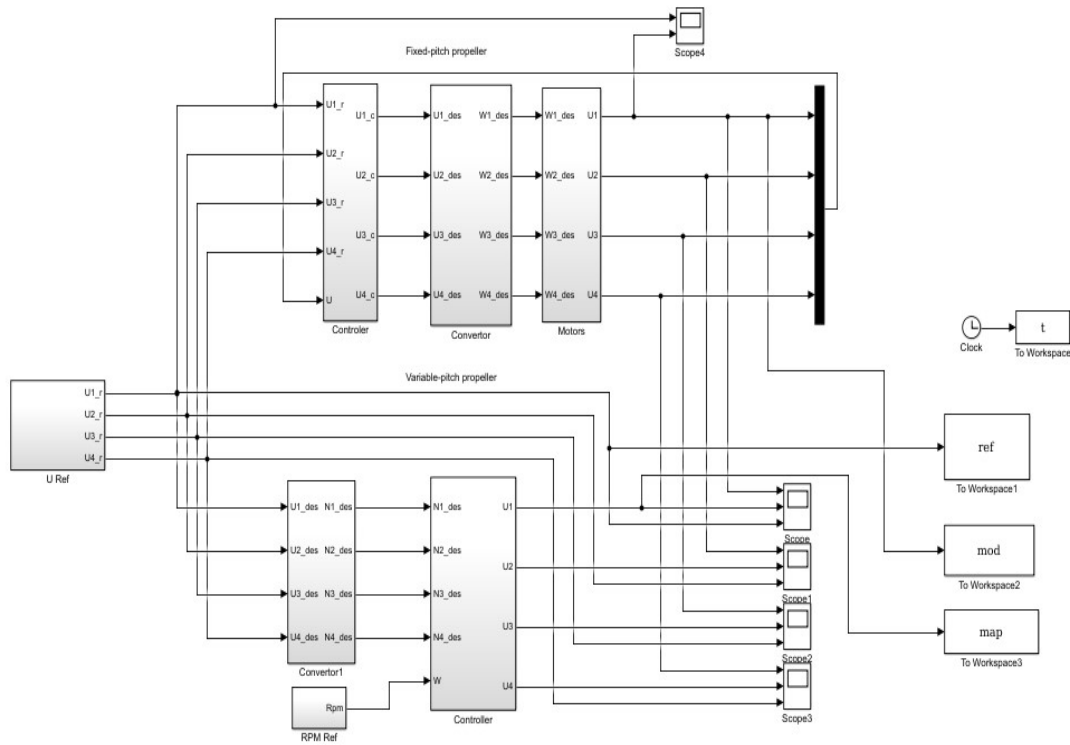 Scope4
Fixed-pitch propeller
U1_r
U2_r
U3_r
U4_r
U
U1_c
U2_c
U3_c
U4_c
Controler
U1_des
U2_des
U3_des
U4_des
W1_des
W2_des
W3_des
W4_des
Convertor
W1_des
W2_des
W3_des
W4_des
U1
U2
U3
U4
Motors
Clock
t
To Workspace
Variable-pitch propeller
U1_r
U2_r
U3_r
U4_r
U Ref
ref
To Workspace1
U1_des
U2_des
U3_des
U4_des
N1_des
N2_des
N3_des
N4_des
Convertor1
N1_des
N2_des
N3_des
N4_des
W
U1
U2
U3
U4
Controller
Rpm
RPM Ref
Scope
Scope1
Scope2
Scope3
mod
To Workspace2
map
To Workspace3